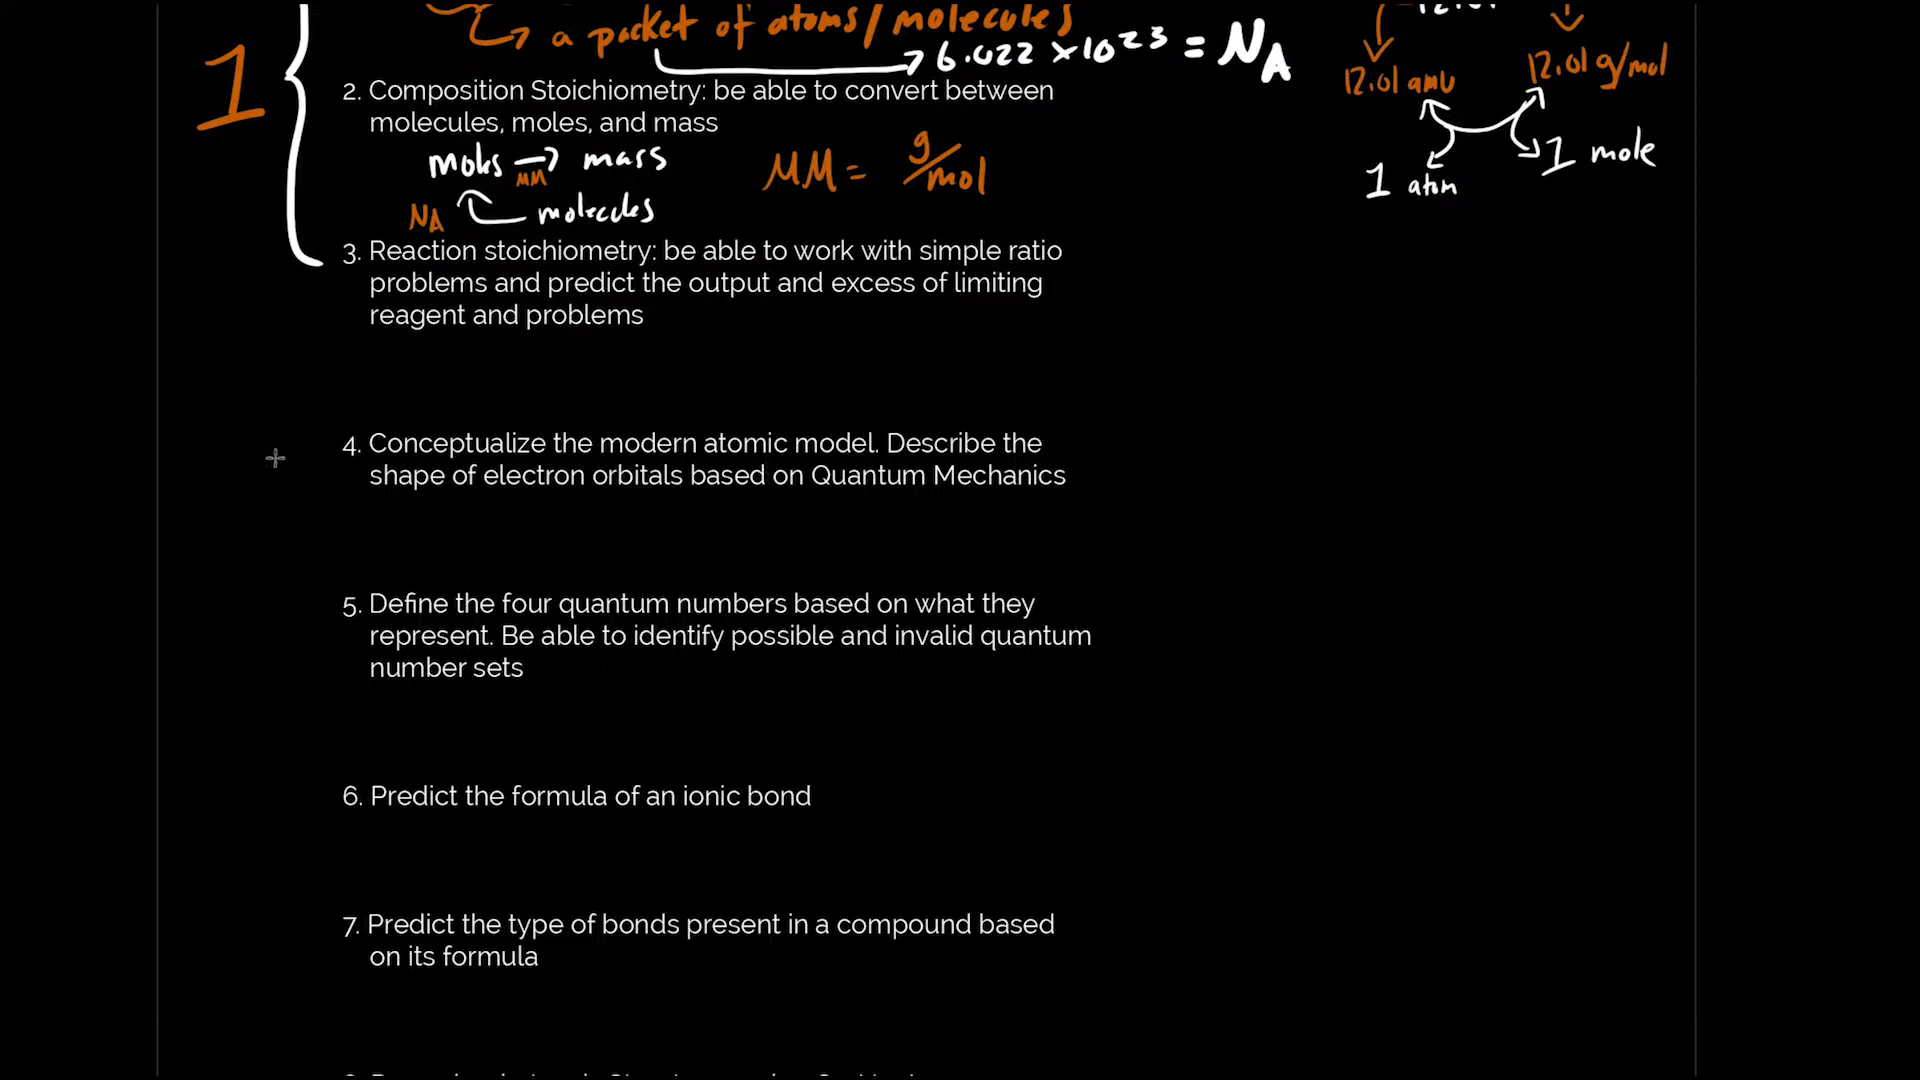 a packet of atoms/molecules
6.022 ×10 23 = NA
12.01 amu
12.01 g/mol
1 atom
1 mole
1
2. Composition Stoichiometry: be able to convert between
molecules, moles, and mass
moles → mass
MM
MM = g/mol
NA
molecules
3. Reaction stoichiometry: be able to work with simple ratio
problems and predict the output and excess of limiting
reagent and problems
4. Conceptualize the modern atomic model. Describe the
shape of electron orbitals based on Quantum Mechanics
5. Define the four quantum numbers based on what they
represent. Be able to identify possible and invalid quantum
number sets
6. Predict the formula of an ionic bond
7. Predict the type of bonds present in a compound based
on its formula